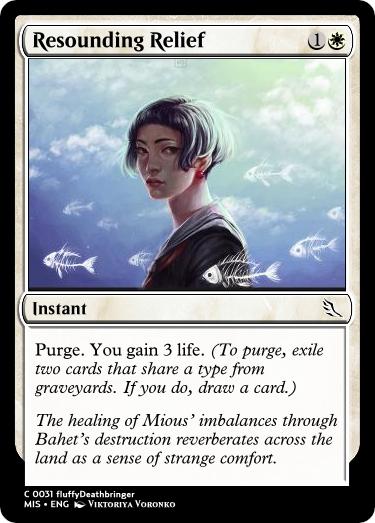 Resounding Relief 1
Instant
Purge. You gain 3 life. (To purge, exile
two cards that share a type from
graveyards. If you do, draw a card.)
The healing of Mious' imbalances through
Bahet's destruction reverberates across the
land as a sense of strange comfort.
C 0031 fluffyDeathbringer
MIS • ENG Viktoriya Voronko